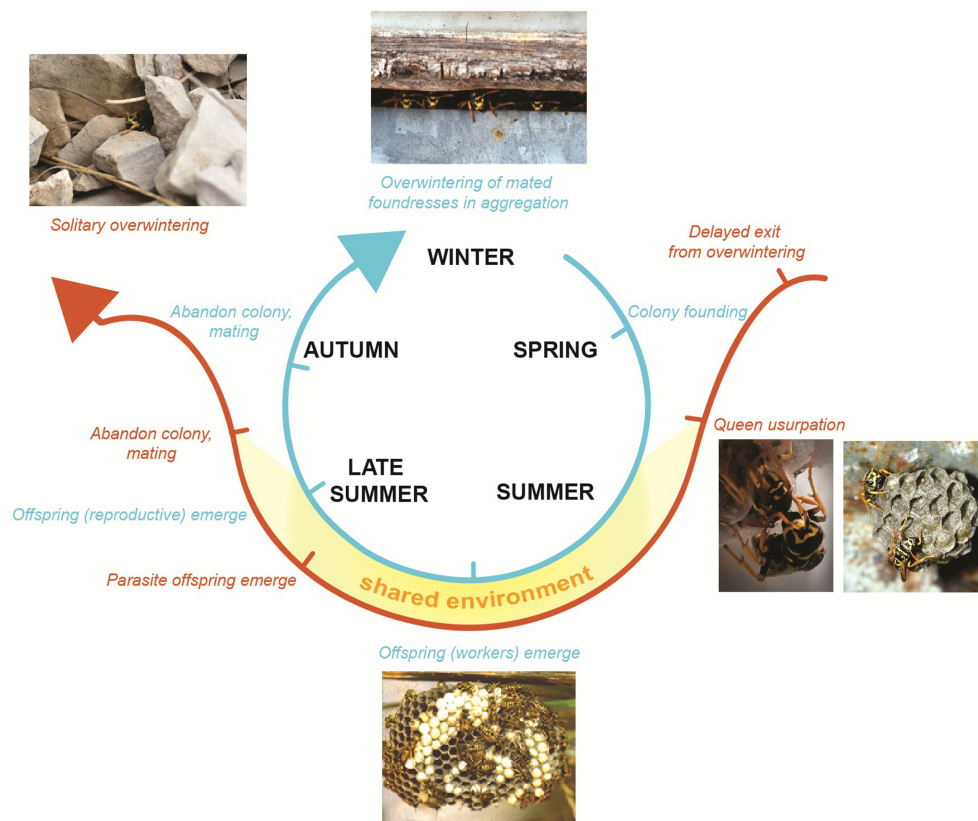 Overwintering of mated
foundresses in aggregation
Solitary overwintering
Delayed exit
from overwintering
WINTER
Abandon colony,
mating
Colony founding
AUTUMN
SPRING
Queen usurpation
Abandon colony,
mating
LATE
SUMMER
SUMMER
Offspring (reproductive) emerge
Parasite offspring emerge
shared environment
Offspring (workers) emerge